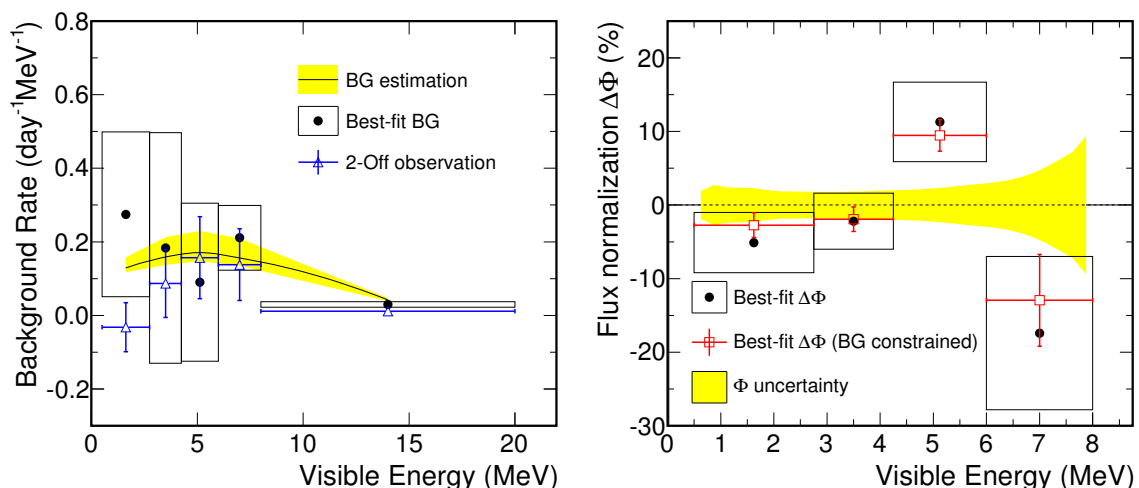 Background Rate (day⁻¹MeV⁻¹)
0.8
0.6
0.4
0.2
0.0
-0.2
BG estimation
Best-fit BG
2-Off observation
0 5 10 15 20
Visible Energy (MeV)
Flux normalization ΔΦ (%)
20
10
0
-10
-20
-30
Best-fit ΔΦ
Best-fit ΔΦ (BG constrained)
Φ uncertainty
0 1 2 3 4 5 6 7 8
Visible Energy (MeV)